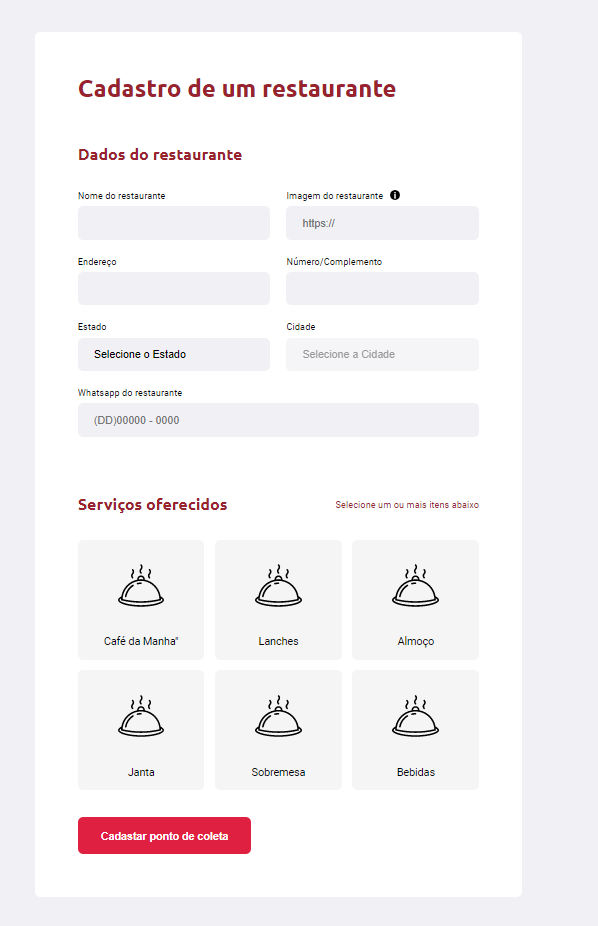 Cadastro de um restaurante
Dados do restaurante
Nome do restaurante
Imagem do restaurante
https://
Endereço
Número/Complemento
Estado
Cidade
Selecione o Estado
Selecione a Cidade
Whatsapp do restaurante
(DD)00000 - 0000
Serviços oferecidos
Selecione um ou mais itens abaixo
Café da Manha"
Lanches
Almoço
Janta
Sobremesa
Bebidas
Cadastar ponto de coleta